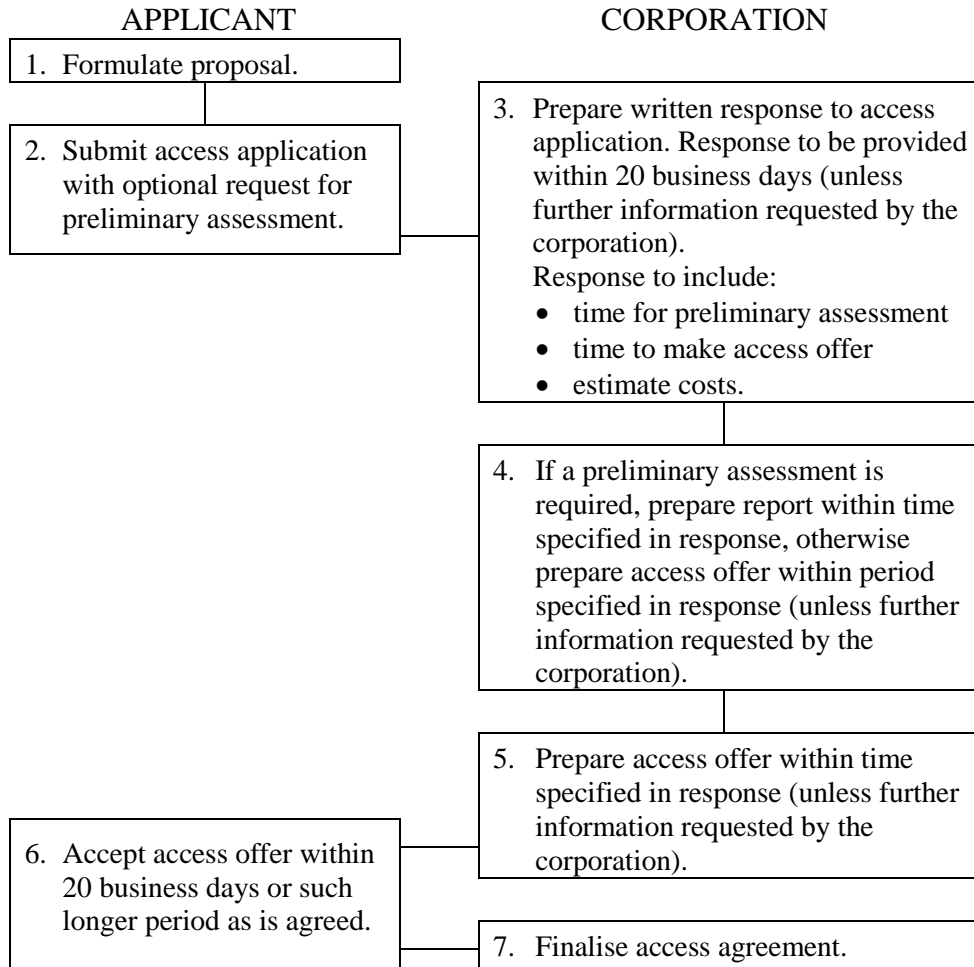 APPLICANT
CORPORATION
1. Formulate proposal.
2. Submit access application
with optional request for
preliminary assessment.
3. Prepare written response to access
application. Response to be provided
within 20 business days (unless
further information requested by the
corporation).
Response to include:
• time for preliminary assessment
• time to make access offer
• estimate costs.
4. If a preliminary assessment is
required, prepare report within time
specified in response, otherwise
prepare access offer within period
specified in response (unless further
information requested by the
corporation).
5. Prepare access offer within time
specified in response (unless further
information requested by the
corporation).
6. Accept access offer within
20 business days or such
longer period as is agreed.
7. Finalise access agreement.